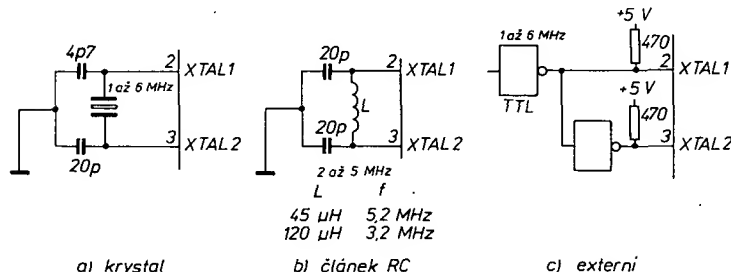 4p7
2
XTAL1
1 až 6 MHz
3
XTAL2
20p
a) krystal
20p
2
XTAL1
L
20p
3
XTAL2
2 až 5 MHz
L f
45 µH 5,2 MHz
120 µH 3,2 MHz
b) článek RC
1 až 6 MHz
+5 V
470
2
XTAL1
TTL
+5 V
470
3
XTAL2
c) externí